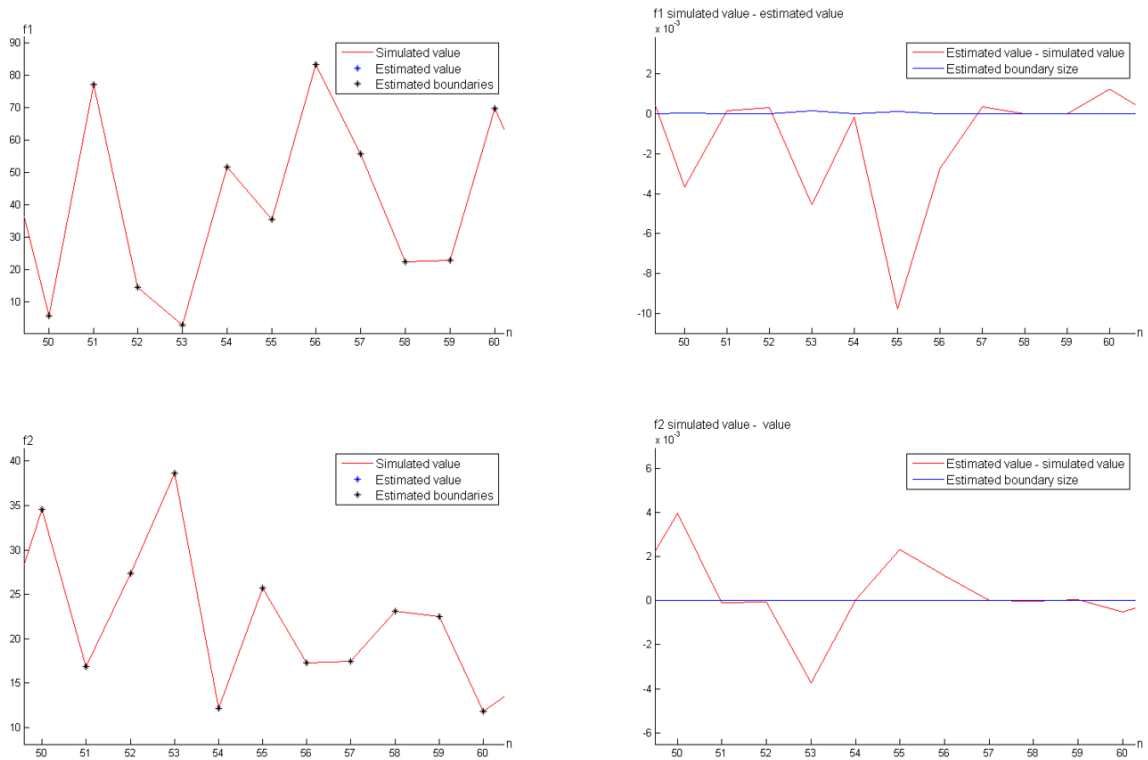 f1
90
80
70
60
50
40
30
20
10
50 51 52 53 54 55 56 57 58 59 60 n
Simulated value
Estimated value
Estimated boundaries
f1 simulated value - estimated value
x 10-3
2
0
-2
-4
-6
-8
-10
50 51 52 53 54 55 56 57 58 59 60 n
Estimated value - simulated value
Estimated boundary size
f2
40
35
30
25
20
15
10
50 51 52 53 54 55 56 57 58 59 60 n
Simulated value
Estimated value
Estimated boundaries
f2 simulated value - value
x 10-3
6
4
2
0
-2
-4
-6
50 51 52 53 54 55 56 57 58 59 60 n
Estimated value - simulated value
Estimated boundary size